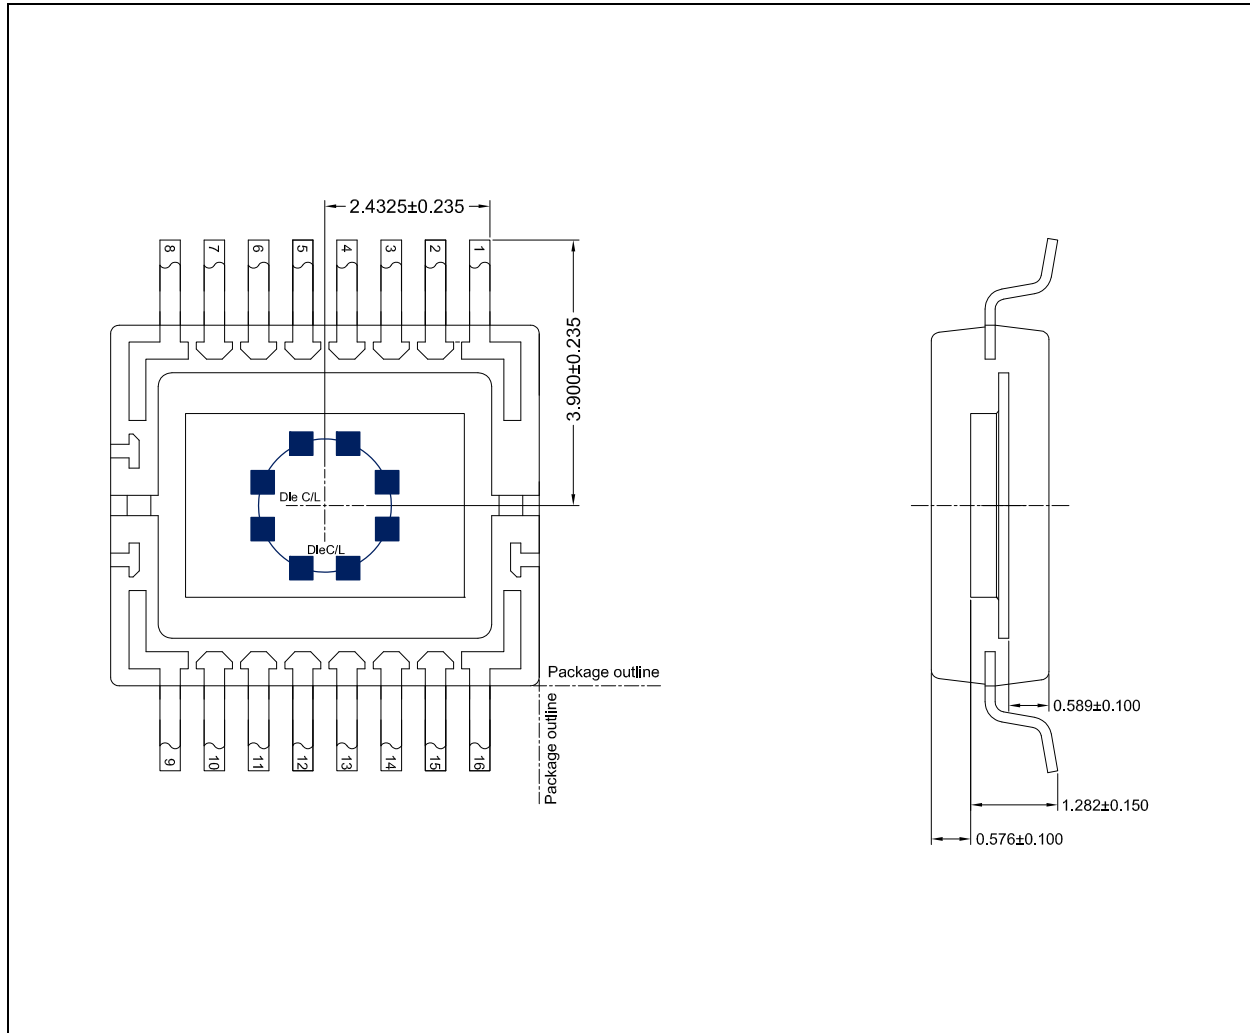 2.4325±0.235
8 7 6 5 4 3 2 1
3.900±0.235
DIe C/L
DIeC/L
Package outline
Package outline
9 10 11 12 13 14 15 16
0.589±0.100
1.282±0.150
0.576±0.100